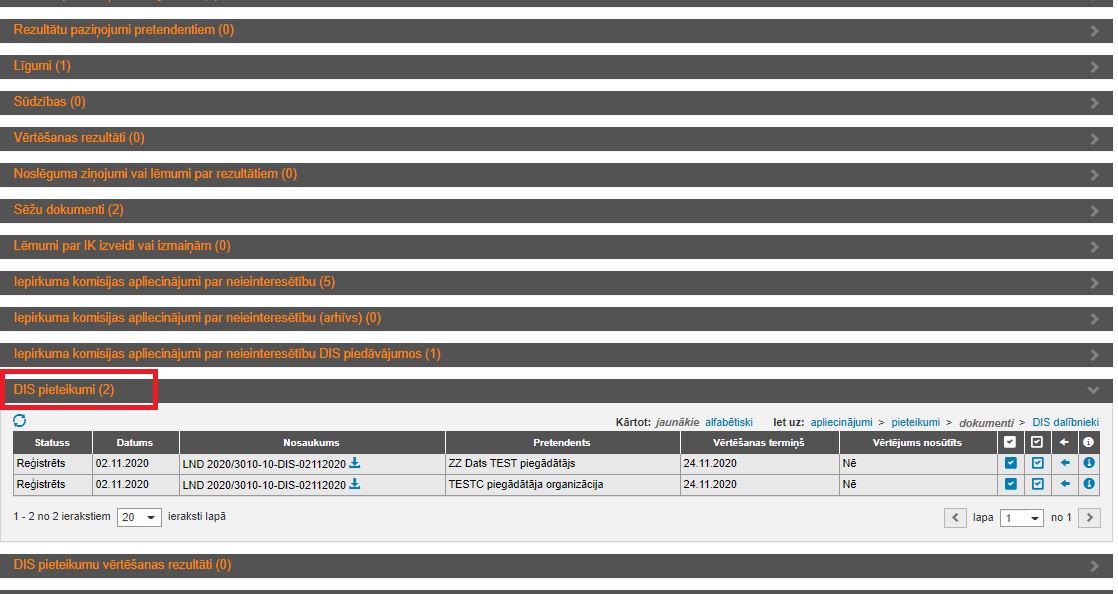 Rezultātu paziņojumi pretendentiem (0)
Līgumi (1)
Sūdzības (0)
Vērtēšanas rezultāti (0)
Noslēguma ziņojumi vai lēmumi par rezultātiem (0)
Sēžu dokumenti (2)
Lēmumi par IK izveidi vai izmaiņām (0)
Iepirkuma komisijas apliecinājumi par neieinteresētību (5)
Iepirkuma komisijas apliecinājumi par neieinteresētību (arhīvs) (0)
Iepirkuma komisijas apliecinājumi par neieinteresētību DIS piedāvājumos (1)
DIS pieteikumi (2)
Kārtot: jaunākie alfabētiski Iet uz: apliecinājumi > pieteikumi > dokumenti > DIS dalībnieki
Statuss Datums Nosaukums Pretendents Vērtēšanas termiņš Vērtējums nosūtīts
Reģistrēts 02.11.2020 LND 2020/3010-10-DIS-02112020 ZZ Dats TEST piegādātājs 24.11.2020 Nē
Reģistrēts 02.11.2020 LND 2020/3010-10-DIS-02112020 TESTC piegādātāja organizācija 24.11.2020 Nē
1 - 2 no 2 ierakstiem 20 ieraksti lapā < lapa 1 no 1 >
DIS pieteikumu vērtēšanas rezultāti (0)